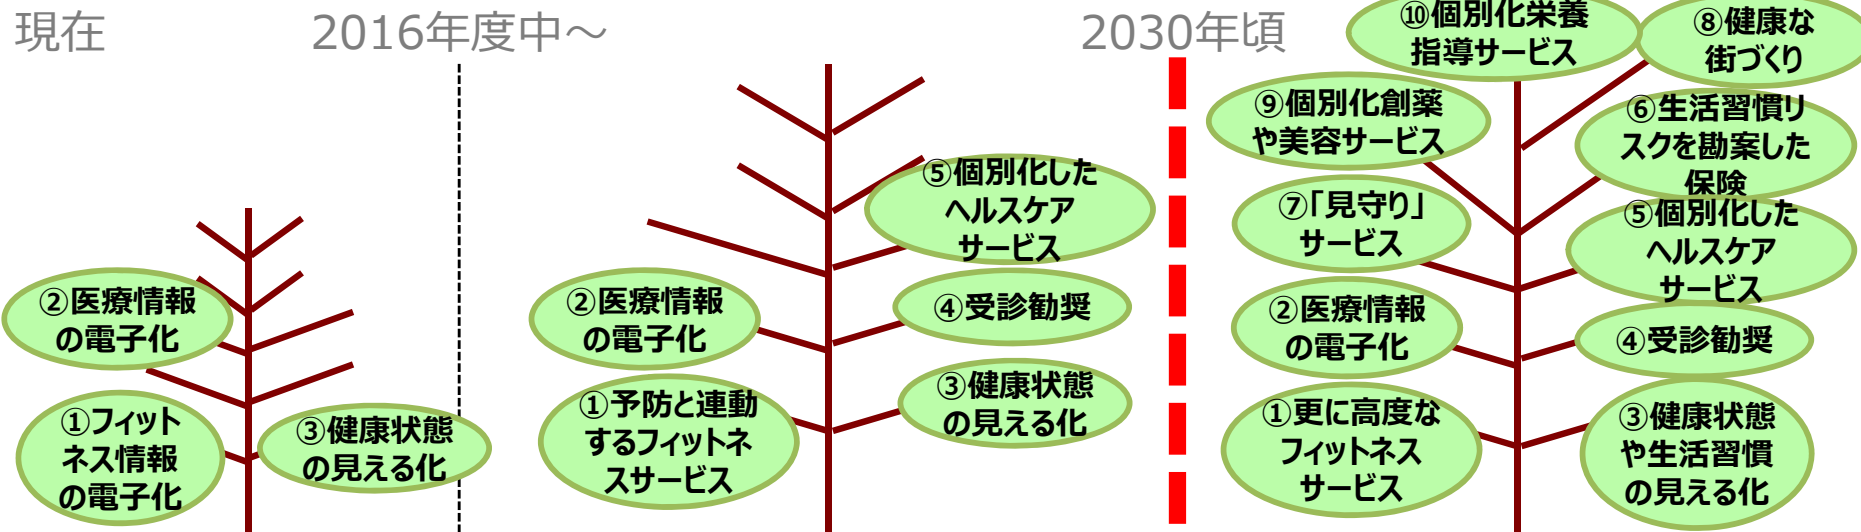 現在
2016年度中～
2030年頃
②医療情報
の電子化
①フィット
ネス情報
の電子化
③健康状態
の見える化
⑤個別化した
ヘルスケア
サービス
②医療情報
の電子化
④受診勧奨
①予防と連動
するフィットネ
スサービス
③健康状態
の見える化
⑩個別化栄養
指導サービス
⑧健康な
街づくり
⑨個別化創薬
や美容サービス
⑥生活習慣リ
スクを勘案した
保険
⑦「見守り」
サービス
⑤個別化した
ヘルスケア
サービス
②医療情報
の電子化
④受診勧奨
①更に高度な
フィットネス
サービス
③健康状態
や生活習慣
の見える化